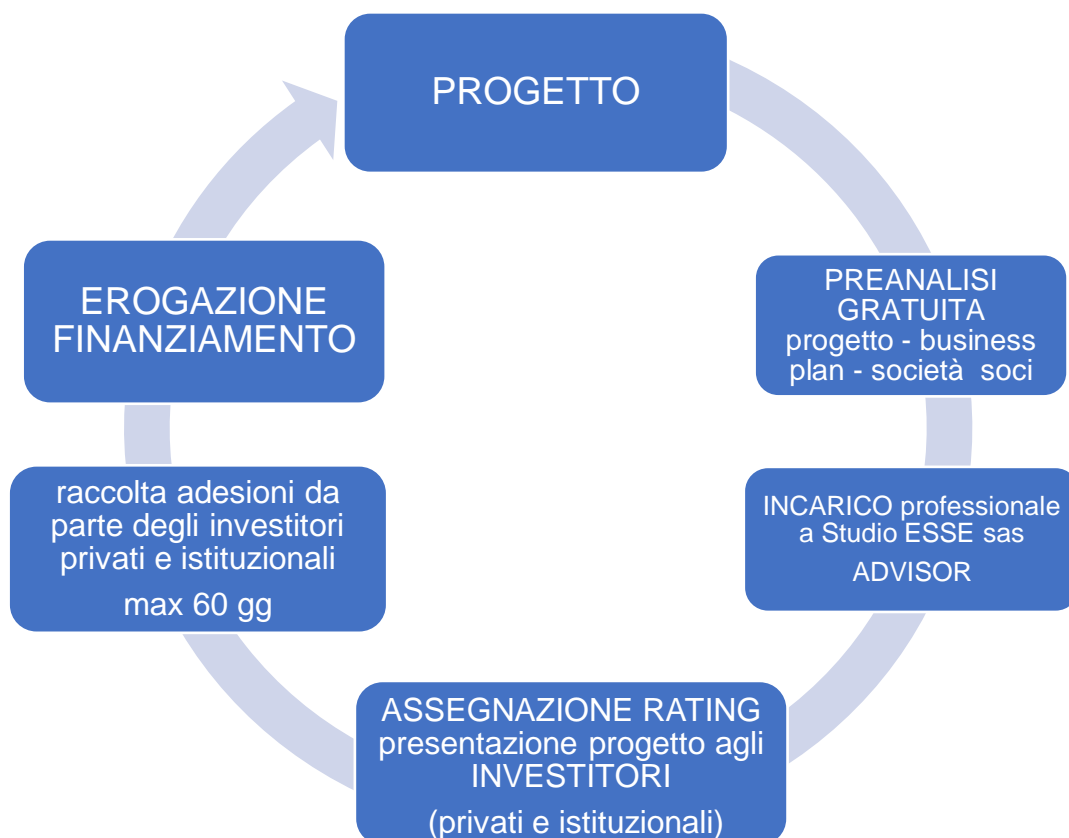 PROGETTO
PREANALISI
GRATUITA
progetto - business
plan - società  soci
INCARICO professionale
a Studio ESSE sas
ADVISOR
ASSEGNAZIONE RATING
presentazione progetto agli
INVESTITORI
(privati e istituzionali)
raccolta adesioni da
parte degli investitori
privati e istituzionali
max 60 gg
EROGAZIONE
FINANZIAMENTO